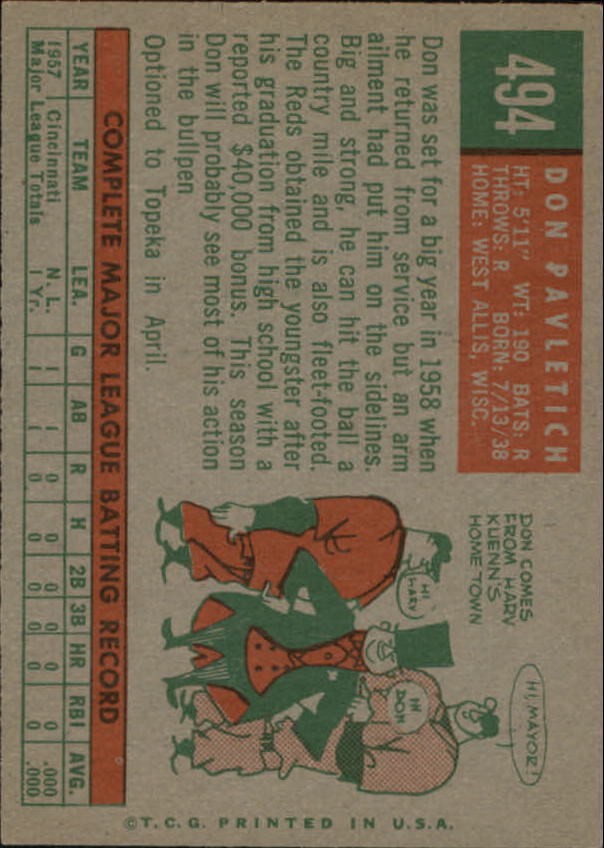 494
DON PAVLETICH
HT: 5'11" WT: 190 BATS: R
THROWS: R BORN: 7/13/38
HOME: WEST ALLIS, WISC.
Don was set for a big year in 1958 when
he returned from service but an arm
ailment had put him on the sidelines.
Big and strong, he can hit the ball a
country mile and is also fleet-footed.
The Reds obtained the youngster after
his graduation from high school with a
reported $40,000 bonus. This season
Don will probably see most of his action
in the bullpen
Optioned to Topeka in April.
DON COMES
FROM HARV
KUENN'S
HOME TOWN
HI, MAYOR!
HI HARV
HI DON
COMPLETE MAJOR LEAGUE BATTING RECORD
YEAR TEAM LEA. G AB R H 2B 3B HR RBI AVG.
1957 Cincinnati N. L. 1 1 0 0 0 0 0 0 .000
Major League Totals 1 Yr. 1 1 0 0 0 0 0 0 .000
©T.C.G. PRINTED IN U.S.A.